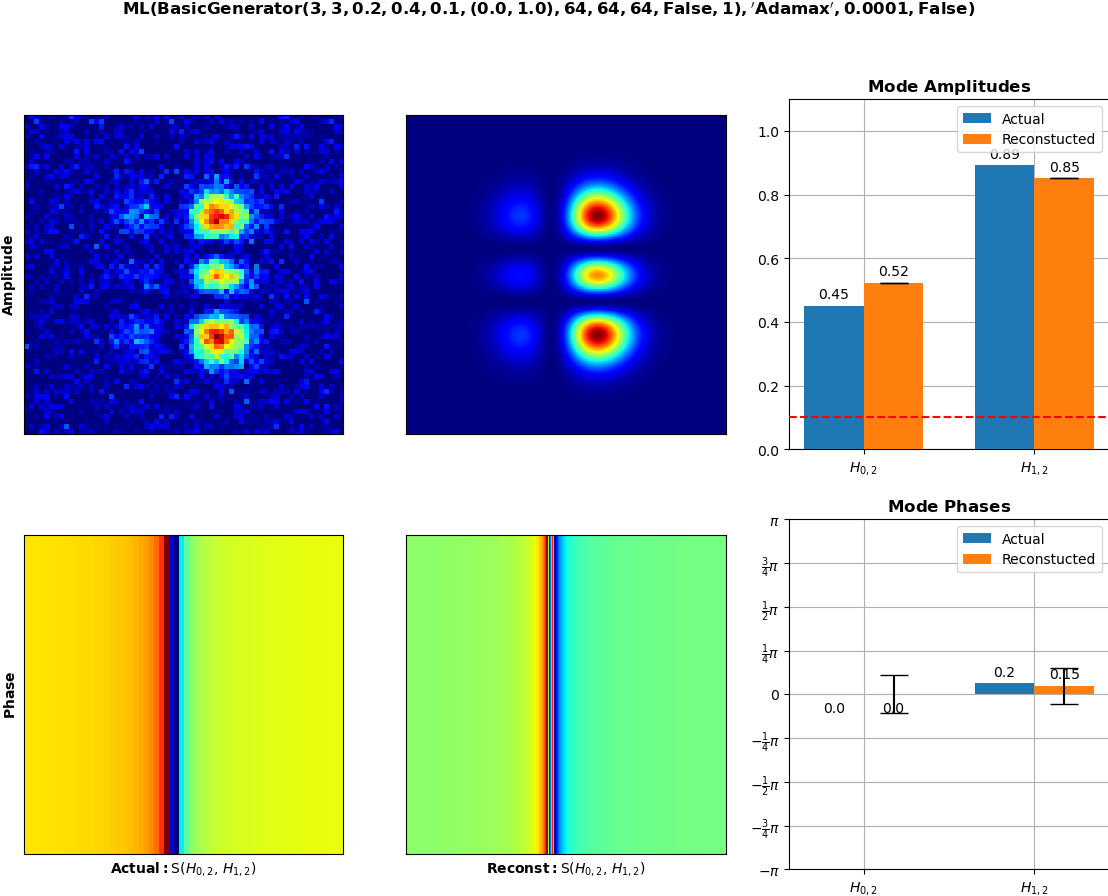 ML(BasicGenerator(3, 3, 0.2, 0.4, 0.1, (0.0, 1.0), 64, 64, 64, False, 1), ′Adamax′, 0.0001, False)
Amplitude
Mode Amplitudes
Actual
Reconstucted
1.0
0.8
0.6
0.4
0.2
0.0
0.45
0.52
0.89
0.85
H0, 2
H1, 2
Phase
Actual: S(H0, 2, H1, 2)
Reconst: S(H0, 2, H1, 2)
Mode Phases
Actual
Reconstucted
π
3/4π
1/2π
1/4π
0
−1/4π
−1/2π
−3/4π
−π
0.0
0.0
0.2
0.15
H0, 2
H1, 2